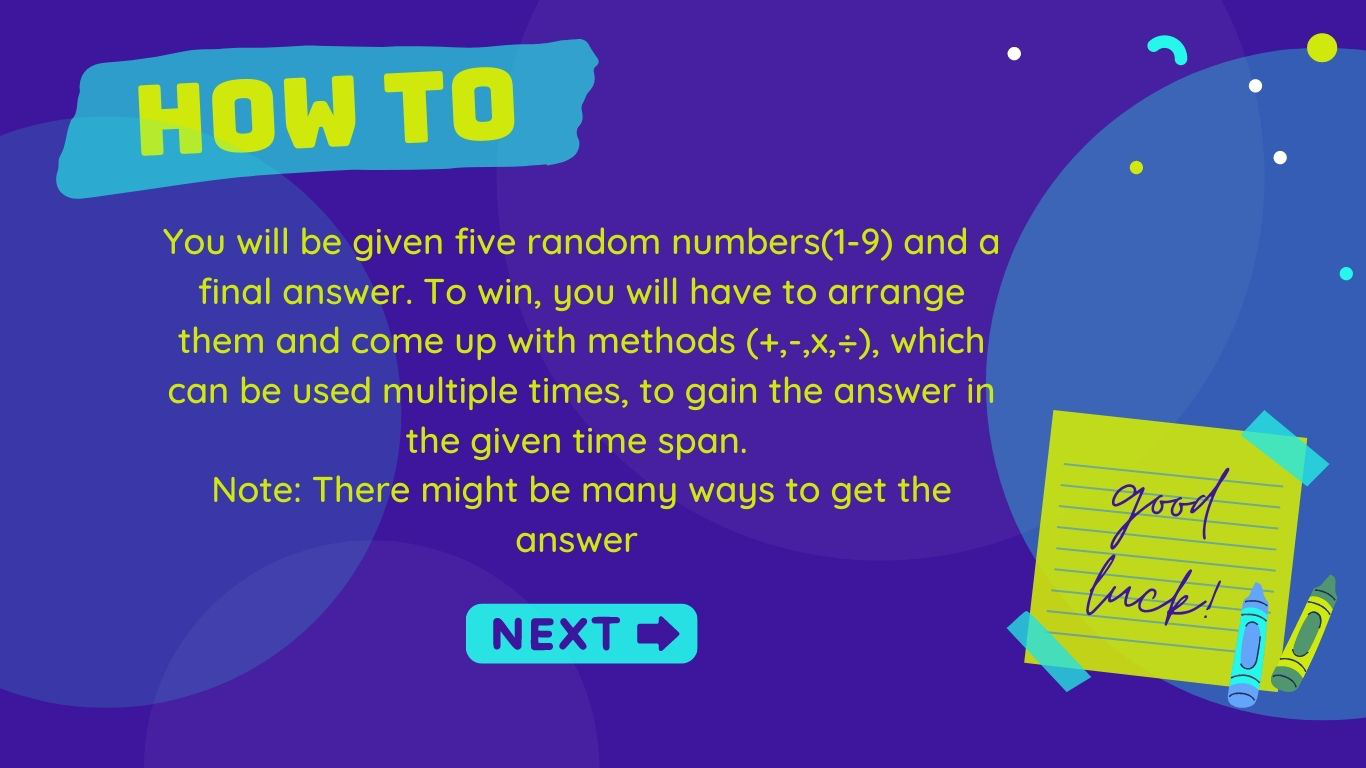 HOW TO
You will be given five random numbers(1-9) and a
final answer. To win, you will have to arrange
them and come up with methods (+,-,x,÷), which
can be used multiple times, to gain the answer in
the given time span.
Note: There might be many ways to get the
answer
NEXT
good
luck!